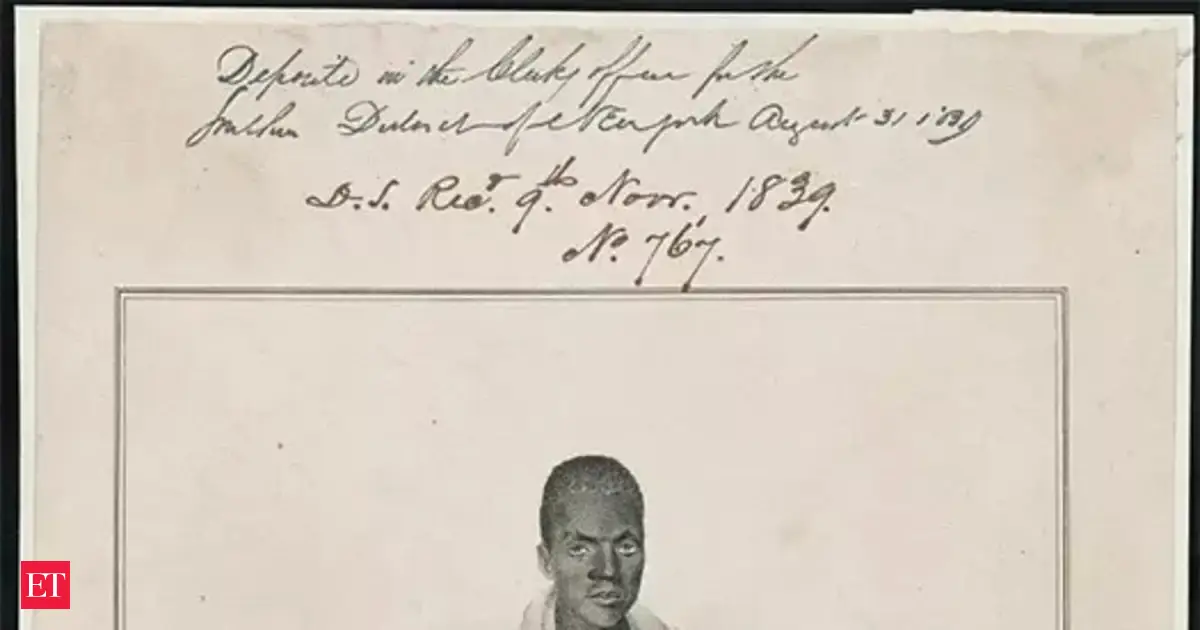 Deposite in the Clerks office for the
Southern District of New York August 31 1839
D.S. Recd. 9th. Novr. 1839.
No. 767.
ET